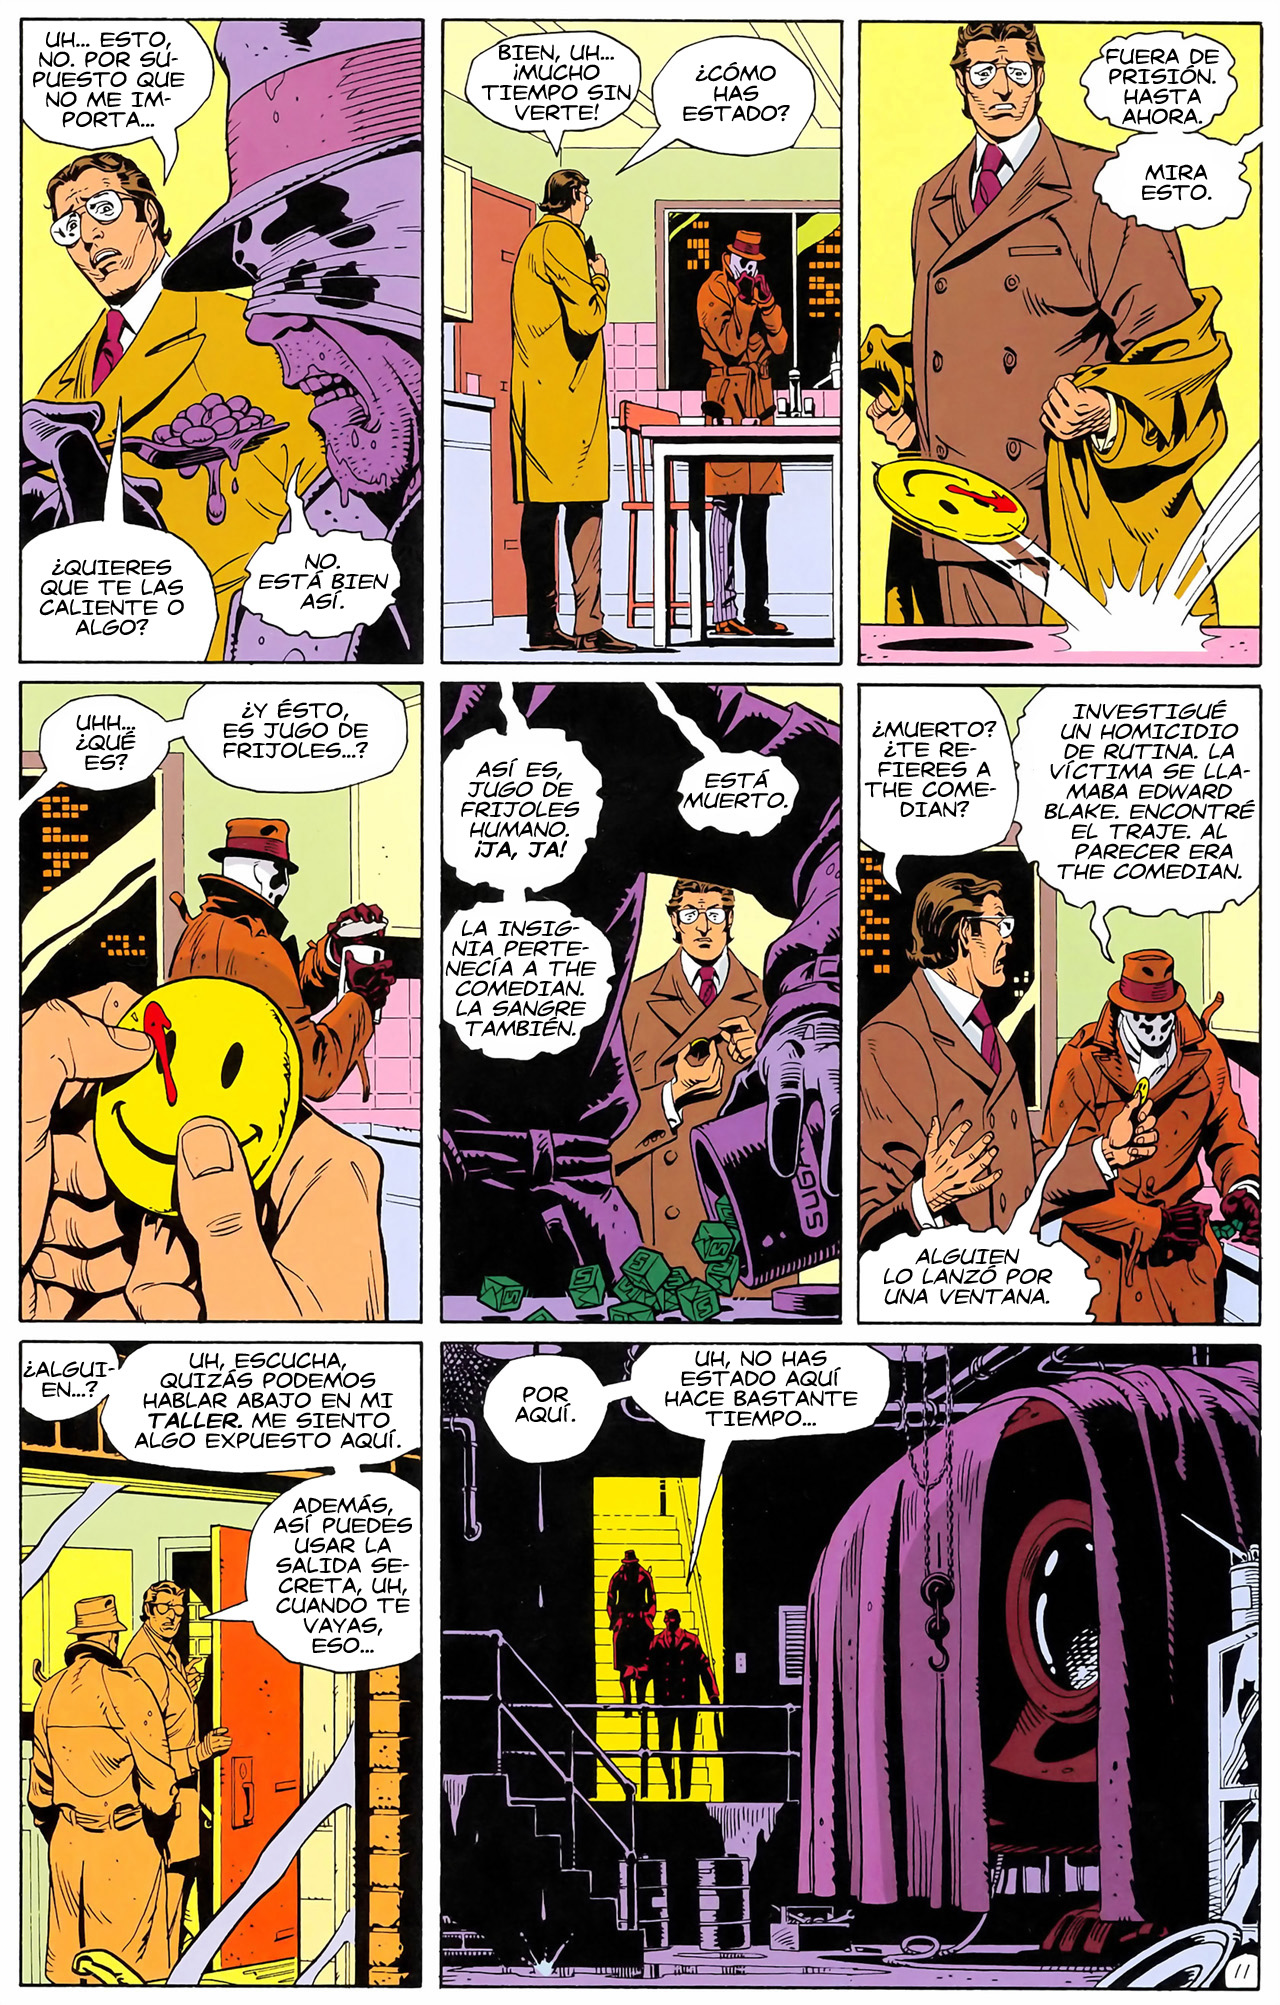 UH... ESTO,
NO. POR SU-
PUESTO QUE
NO ME IM-
PORTA...
¿QUIERES
QUE TE LAS
CALIENTE O
ALGO?
NO.
ESTÁ BIEN
ASÍ.
BIEN, UH...
¡MUCHO
TIEMPO SIN
VERTE!
¿CÓMO
HAS
ESTADO?
FUERA DE
PRISIÓN.
HASTA
AHORA.
MIRA
ESTO.
UHH...
¿QUÉ
ES?
¿Y ÉSTO,
ES JUGO DE
FRIJOLES...?
ASÍ ES,
JUGO DE
FRIJOLES
HUMANO.
¡JA, JA!
LA INSIG-
NIA PERTE-
NECÍA A THE
COMEDIAN.
LA SANGRE
TAMBIÉN.
ESTÁ
MUERTO.
SUGAR
S
S
S
S
¿MUERTO?
¿TE RE-
FIERES A
THE COME-
DIAN?
INVESTIGUÉ
UN HOMICIDIO
DE RUTINA. LA
VÍCTIMA SE LLA-
MABA EDWARD
BLAKE. ENCONTRÉ
EL TRAJE. AL
PARECER ERA
THE COMEDIAN.
ALGUIEN
LO LANZÓ POR
UNA VENTANA.
¿ALGUI-
EN...?
UH, ESCUCHA,
QUIZÁS PODEMOS
HABLAR ABAJO EN MI
TALLER. ME SIENTO
ALGO EXPUESTO AQUÍ.
ADEMÁS,
ASÍ PUEDES
USAR LA
SALIDA SE-
CRETA, UH,
CUANDO TE
VAYAS,
ESO...
POR
AQUÍ.
UH, NO HAS
ESTADO AQUÍ
HACE BASTANTE
TIEMPO...
11